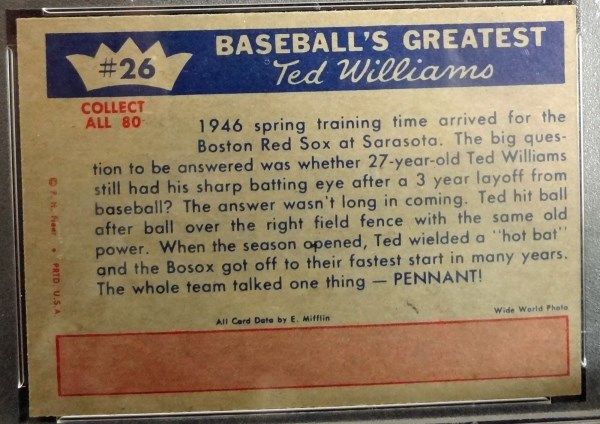 BASEBALL'S GREATEST
#26
Ted Williams
COLLECT
ALL 80
1946 spring training time arrived for the
Boston Red Sox at Sarasota. The big ques-
tion to be answered was whether 27-year-old Ted Williams
still had his sharp batting eye after a 3 year layoff from
baseball? The answer wasn't long in coming. Ted hit ball
after ball over the right field fence with the same old
power. When the season opened, Ted wielded a "hot bat"
and the Bosox got off to their fastest start in many years.
The whole team talked one thing — PENNANT!
© F. H. Fleer • PRTD U.S.A
Wide World Photo
All Card Data by E. Mifflin